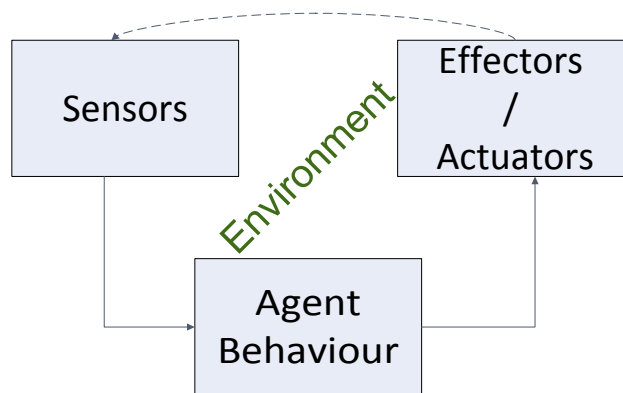 Sensors
Effectors
/
Actuators
Environment
Agent
Behaviour